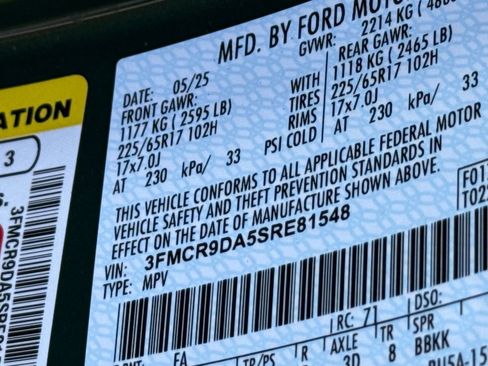 MFD. BY FORD MOTO
GVWR: 2214 KG
DATE: 05/25
FRONT GAWR:
1177 KG ( 2595 LB)
225/65R17 102H
17x7.0J
AT 230 kPa/ 33
WITH
TIRES
RIMS
PSI COLD
REAR GAWR:
1118 KG ( 2465 LB)
225/65R17 102H
17x7.0J
AT 230 kPa/ 33
THIS VEHICLE CONFORMS TO ALL APPLICABLE FEDERAL MOTOR
VEHICLE SAFETY AND THEFT PREVENTION STANDARDS IN
EFFECT ON THE DATE OF MANUFACTURE SHOWN ABOVE.
VIN: 3FMCR9DA5SRE81548
TYPE: MPV
RC: 71
DSO:
TP/PS
R
AXLE
TR
SPR
3D
8
BBKK
ATION
3